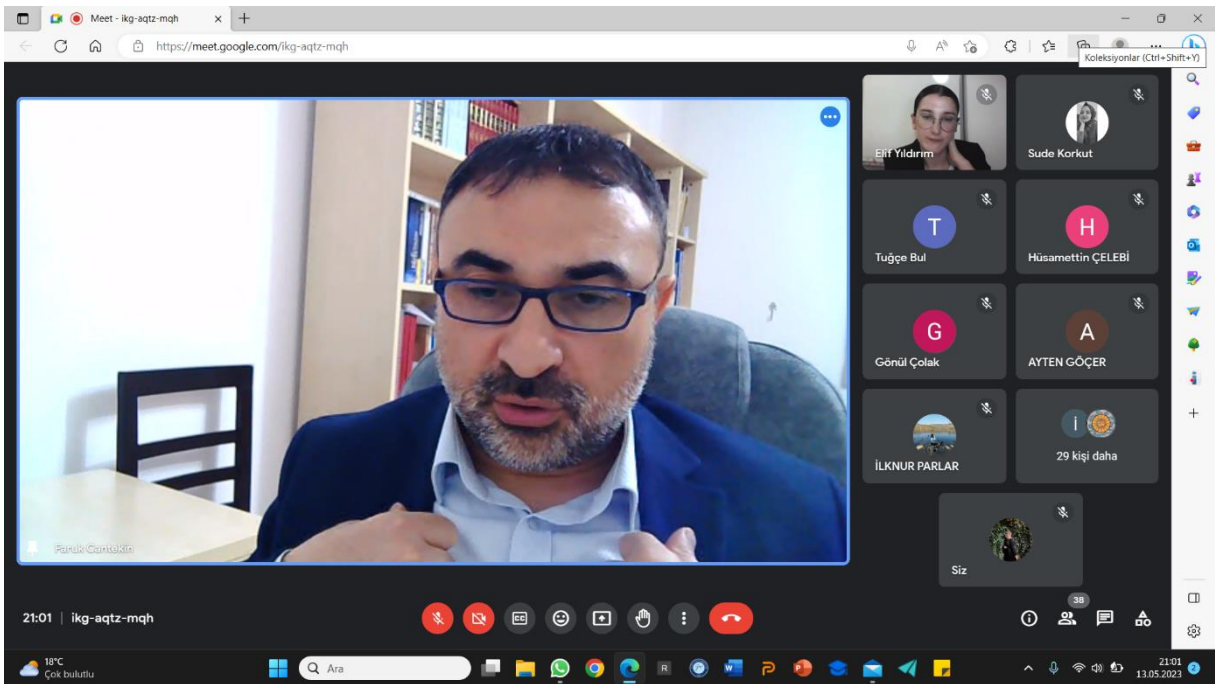 Meet - ikg-aqtz-mqh
https://meet.google.com/ikg-aqtz-mqh
Koleksiyonlar (Ctrl+Shift+Y)
Elif Yıldırım
Sude Korkut
T
H
Tuğçe Bul
Hüsamettin ÇELEBİ
G
A
Gönül Çolak
AYTEN GÖÇER
i
İLKNUR PARLAR
29 kişi daha
Faruk Cantekin
Siz
21:01 | ikg-aqtz-mqh
CC
38
18°C
Çok bulutlu
Ara
21:01
13.05.2023
2